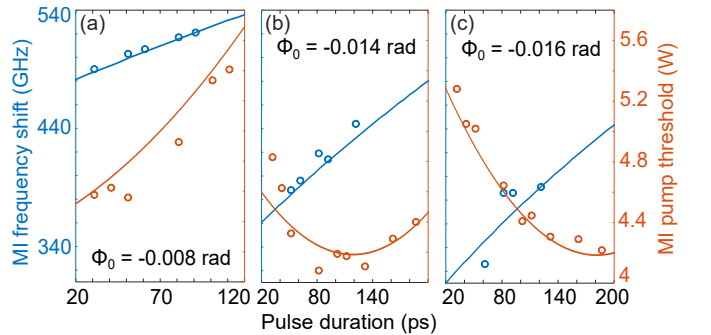 (a)
(b)
(c)
Φ₀ = -0.014 rad
Φ₀ = -0.016 rad
Φ₀ = -0.008 rad
MI frequency shift (GHz)
540
440
340
5.6
5.2
4.8
4.4
4
MI pump threshold (W)
20 70 120
20 80 140
20 80 140 200
Pulse duration (ps)